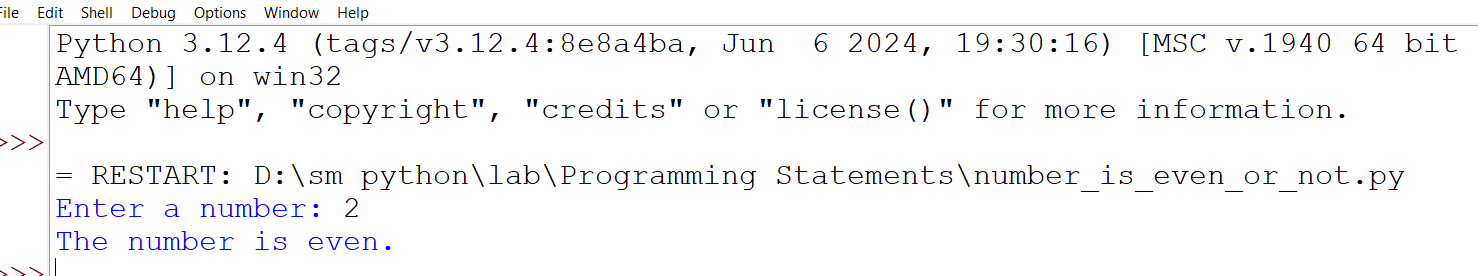 File Edit Shell Debug Options Window Help
Python 3.12.4 (tags/v3.12.4:8e8a4ba, Jun  6 2024, 19:30:16) [MSC v.1940 64 bit
AMD64)] on win32
Type "help", "copyright", "credits" or "license()" for more information.
>>>
= RESTART: D:\sm python\lab\Programming Statements\number_is_even_or_not.py
Enter a number: 2
The number is even.
>>>